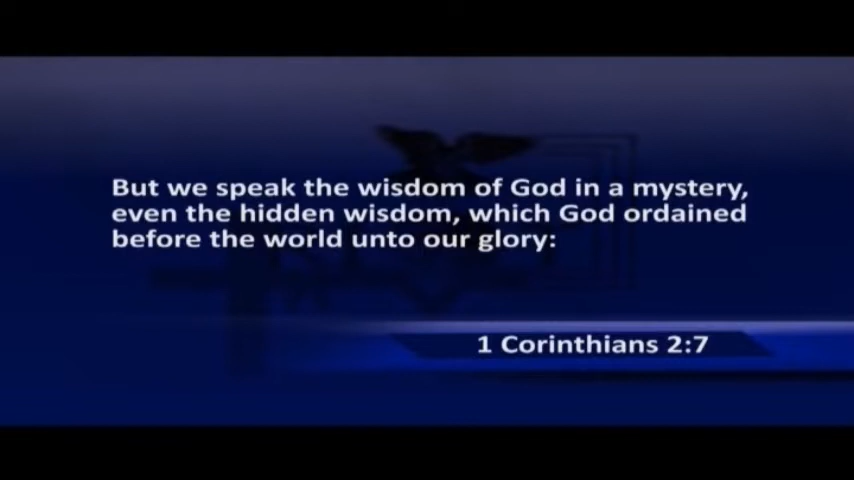 But we speak the wisdom of God in a mystery,
even the hidden wisdom, which God ordained
before the world unto our glory:
1 Corinthians 2:7